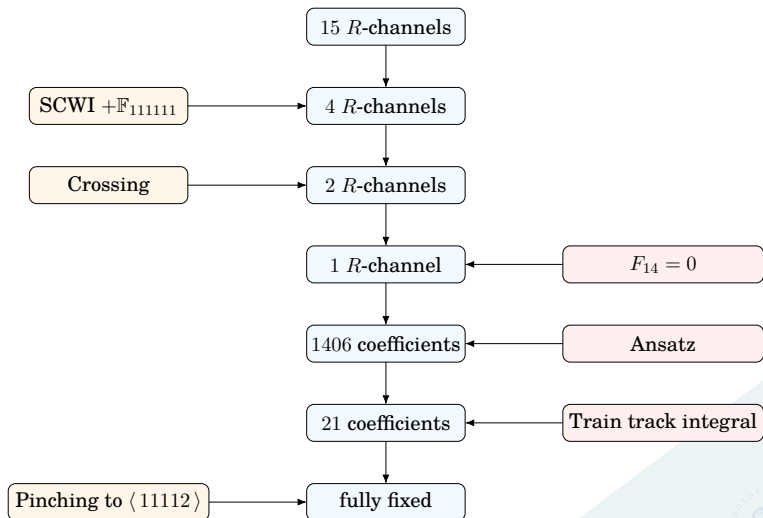 15 R-channels
SCWI +𝔽₁₁₁₁₁₁
4 R-channels
Crossing
2 R-channels
1 R-channel
F₁₄ = 0
1406 coefficients
Ansatz
21 coefficients
Train track integral
Pinching to ⟨11112⟩
fully fixed